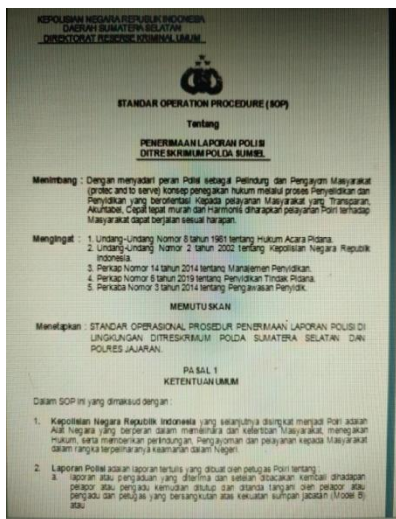 KEPOLISIAN NEGARA REPUBLIK INDONESIA
DAERAH SUMATERA SELATAN
DIREKTORAT RESERSE KRIMINAL UMUM
STANDAR OPERATION PROCEDURE (SOP)
Tentang
PENERIMAAN LAPORAN POLISI
DITRESKRIMUM POLDA SUMSEL
Menimbang : Dengan menyadari peran Polisi sebagai Pelindung dan Pengayom Masyarakat
(protec and to serve) konsep penegakan hukum melalui proses Penyelidikan dan
Penyidikan yang berorientasi Kepada pelayanan Masyarakat yang Transparan,
Akuntabel, Cepat tepat murah dan Harmonis diharapkan pelayanan Polri terhadap
Masyarakat dapat berjalan sesuai harapan.
Mengingat : 1. Undang-Undang Nomor 8 tahun 1981 tentang Hukum Acara Pidana.
2. Undang-Undang Nomor 2 tahun 2002 tentang Kepolisian Negara Republik
Indonesia.
3. Perkap Nomor 14 tahun 2014 tentang Manajemen Penyidikan.
4. Perkap Nomor 6 tahun 2019 tentang Penyidikan Tindak Pidana.
5. Perkaba Nomor 3 tahun 2014 tentang Pengawasan Penyidik.
MEMUTUSKAN
Menetapkan : STANDAR OPERASIONAL PROSEDUR PENERIMAAN LAPORAN POLISI DI
LINGKUNGAN DITRESKRIMUM POLDA SUMATERA SELATAN DAN
POLRES JAJARAN.
PASAL 1
KETENTUAN UMUM
Dalam SOP ini yang dimaksud dengan :
1. Kepolisian Negara Republik Indonesia yang selanjutnya disingkat menjadi Polri adalah
Alat Negara yang berperan dalam memelihara dan ketertiban Masyarakat, menegakan
Hukum, serta memberikan perlindungan, Pengayoman dan pelayanan kepada Masyarakat
dalam rangka terpeliharanya keamanan dalam Negeri.
2. Laporan Polisi adalah laporan tertulis yang dibuat oleh petugas Polri tentang :
a. laporan atau pengaduan yang diterima dan setelah dibacakan kembali dihadapan
pelapor atau pengadu kemudian ditutup dan ditanda tangani oleh pelapor atau
pengadu dan petugas yang bersangkutan atas kekuatan sumpah jabatan (Model B)
atau